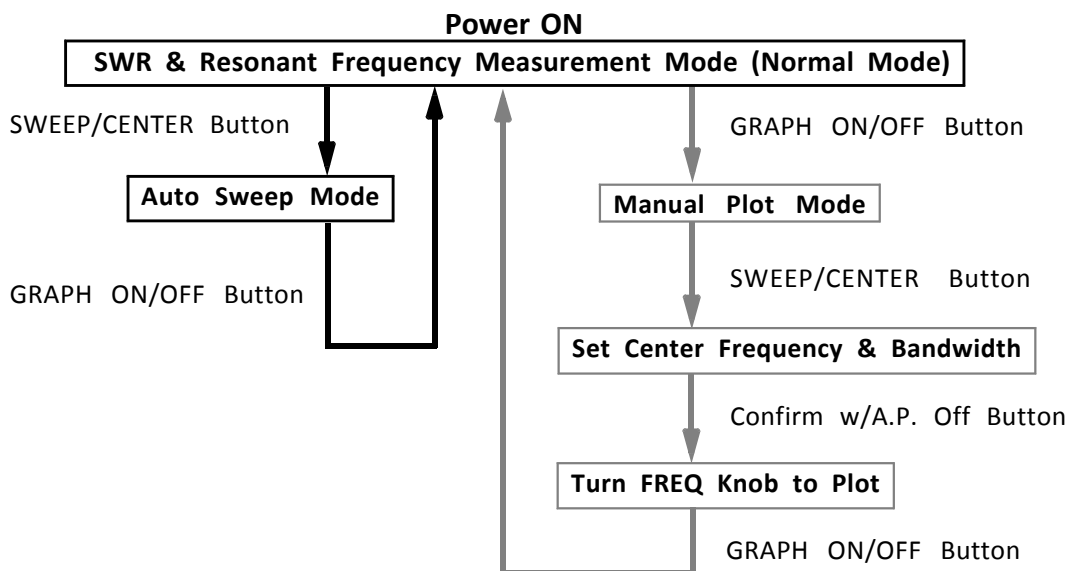 Power ON
SWR & Resonant Frequency Measurement Mode (Normal Mode)
SWEEP/CENTER Button
Auto Sweep Mode
GRAPH ON/OFF Button
GRAPH ON/OFF Button
Manual Plot Mode
SWEEP/CENTER Button
Set Center Frequency & Bandwidth
Confirm w/A.P. Off Button
Turn FREQ Knob to Plot
GRAPH ON/OFF Button